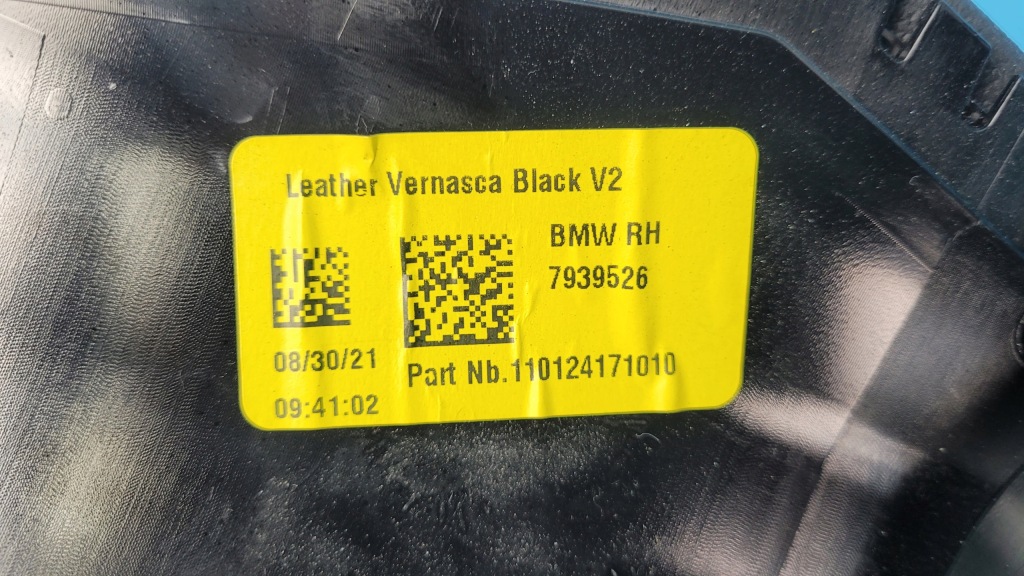 Leather Vernasca Black V2
BMW RH
7939526
08/30/21
Part Nb.110124171010
09:41:02